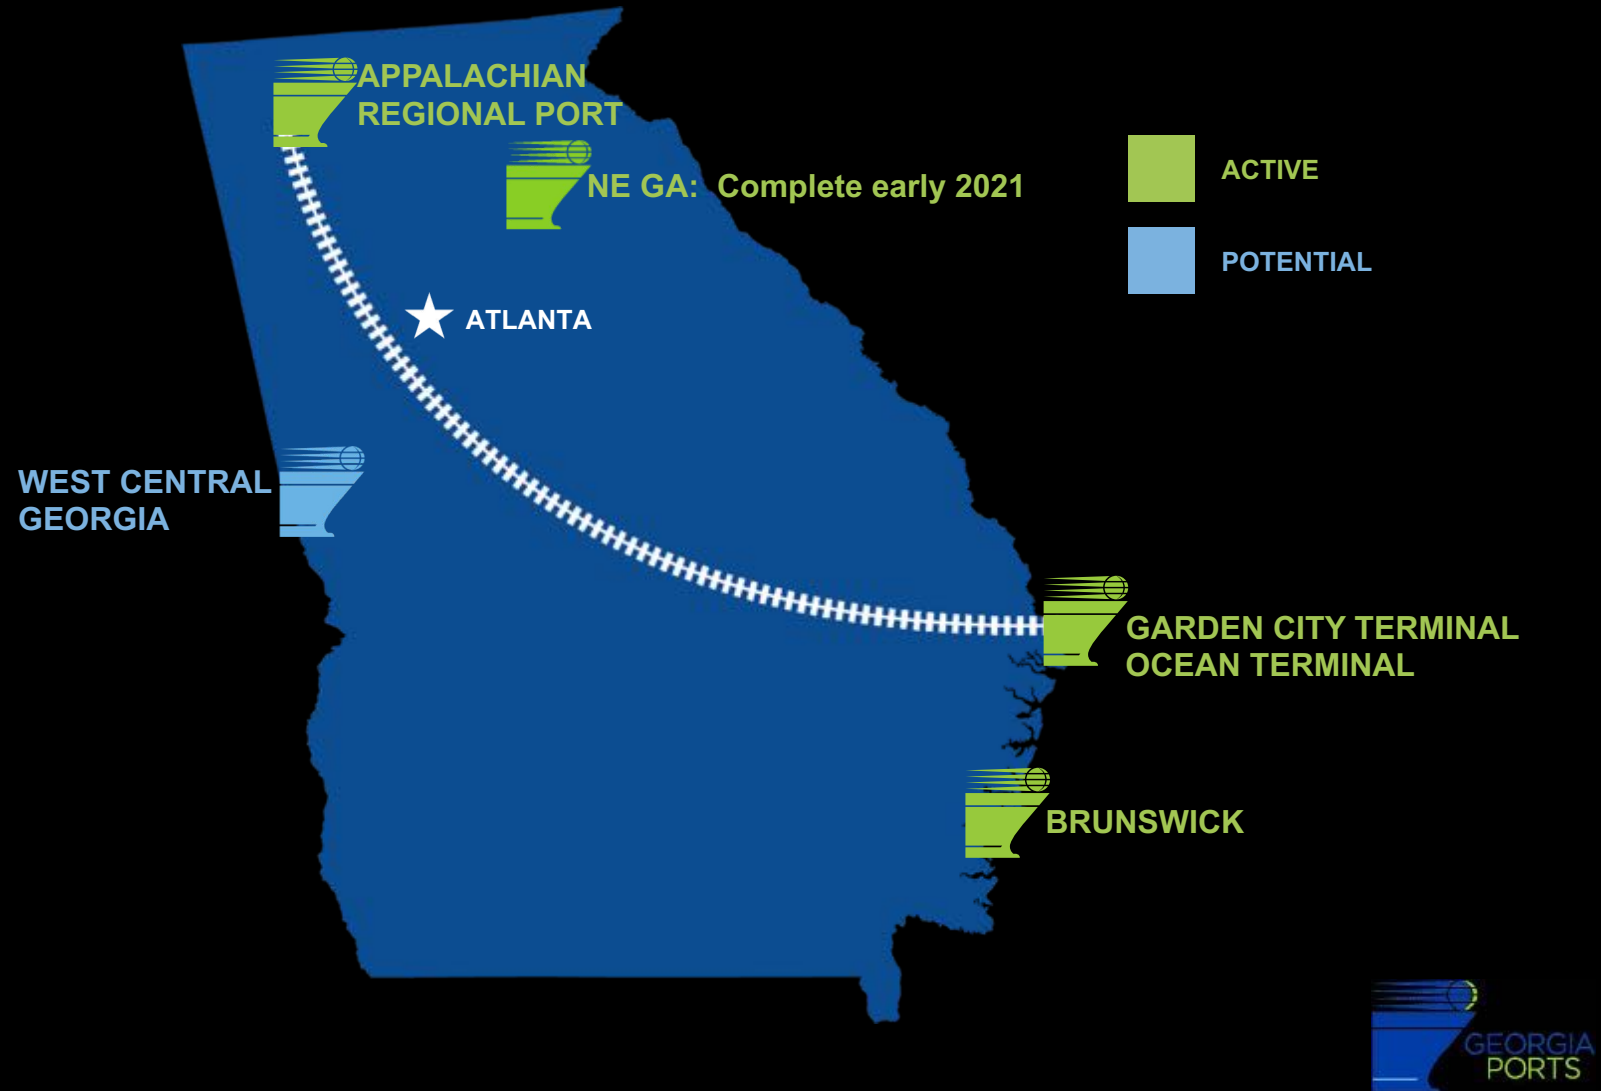 APPALACHIAN
REGIONAL PORT
NE GA:  Complete early 2021
ACTIVE
POTENTIAL
ATLANTA
WEST CENTRAL
GEORGIA
GARDEN CITY TERMINAL
OCEAN TERMINAL
BRUNSWICK
GEORGIA
PORTS